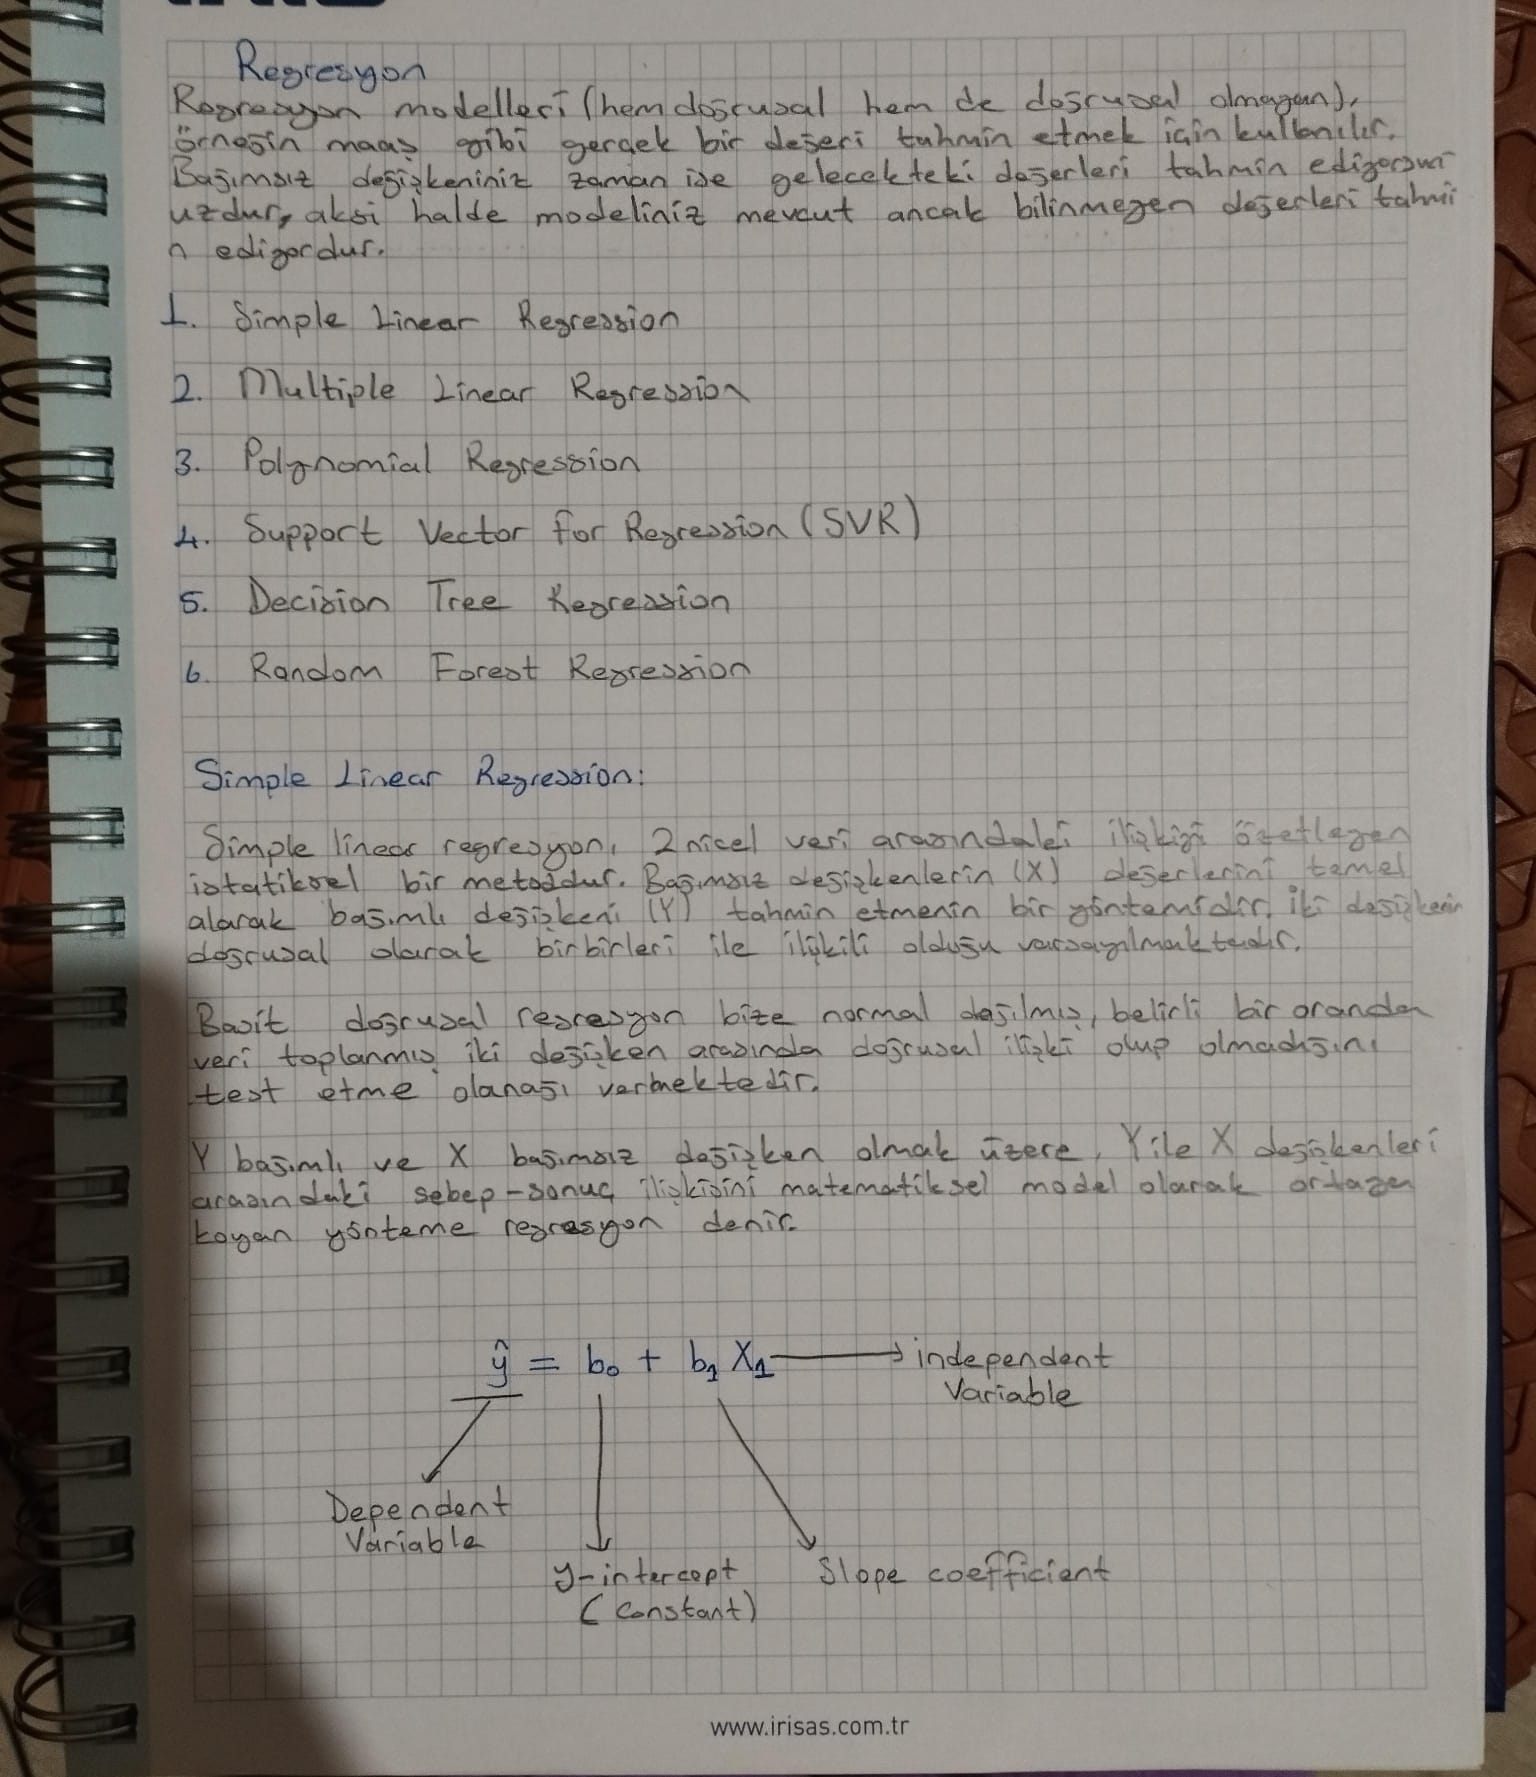 Regresyon
Regresyon modelleri (hem doğrusal hem de doğrusal olmayan),
örneğin maaş gibi gerçek bir değeri tahmin etmek için kullanılır.
Bağımsız değişkeniniz zaman ise gelecekteki değerleri tahmin ediyorsun
uzdur, aksi halde modeliniz mevcut ancak bilinmeyen değerleri tahmi
n ediyordur.
1. Simple Linear Regression
2. Multiple Linear Regression
3. Polynomial Regression
4. Support Vector for Regression (SVR)
5. Decision Tree Regression
6. Random Forest Regression
Simple Linear Regression:
Simple linear regresyon, 2 nicel veri arasındaki ilişkiyi özetleyen
istatiksel bir metoddur. Bağımsız değişkenlerin (X) değerlerini temel
alarak bağımlı değişkeni (Y) tahmin etmenin bir yöntemidir. İki değişkenin
doğrusal olarak birbirleri ile ilişkili olduğu varsayılmaktadır.
Basit doğrusal regresyon bize normal dağılmış, belirli bir aralıkta
veri toplanmış iki değişken arasında doğrusal ilişki olup olmadığını
test etme olanağı vermektedir.
Y bağımlı ve X bağımsız değişken olmak üzere, Y ile X değişkenleri
arasındaki sebep-sonuç ilişkisini matematiksel model olarak ortaya
koyan yönteme regresyon denir.
ŷ = b₀ + b₁ X₁ → independent
Variable
Dependent
Variable
y-intercept
(Constant)
Slope coefficient
www.irisas.com.tr